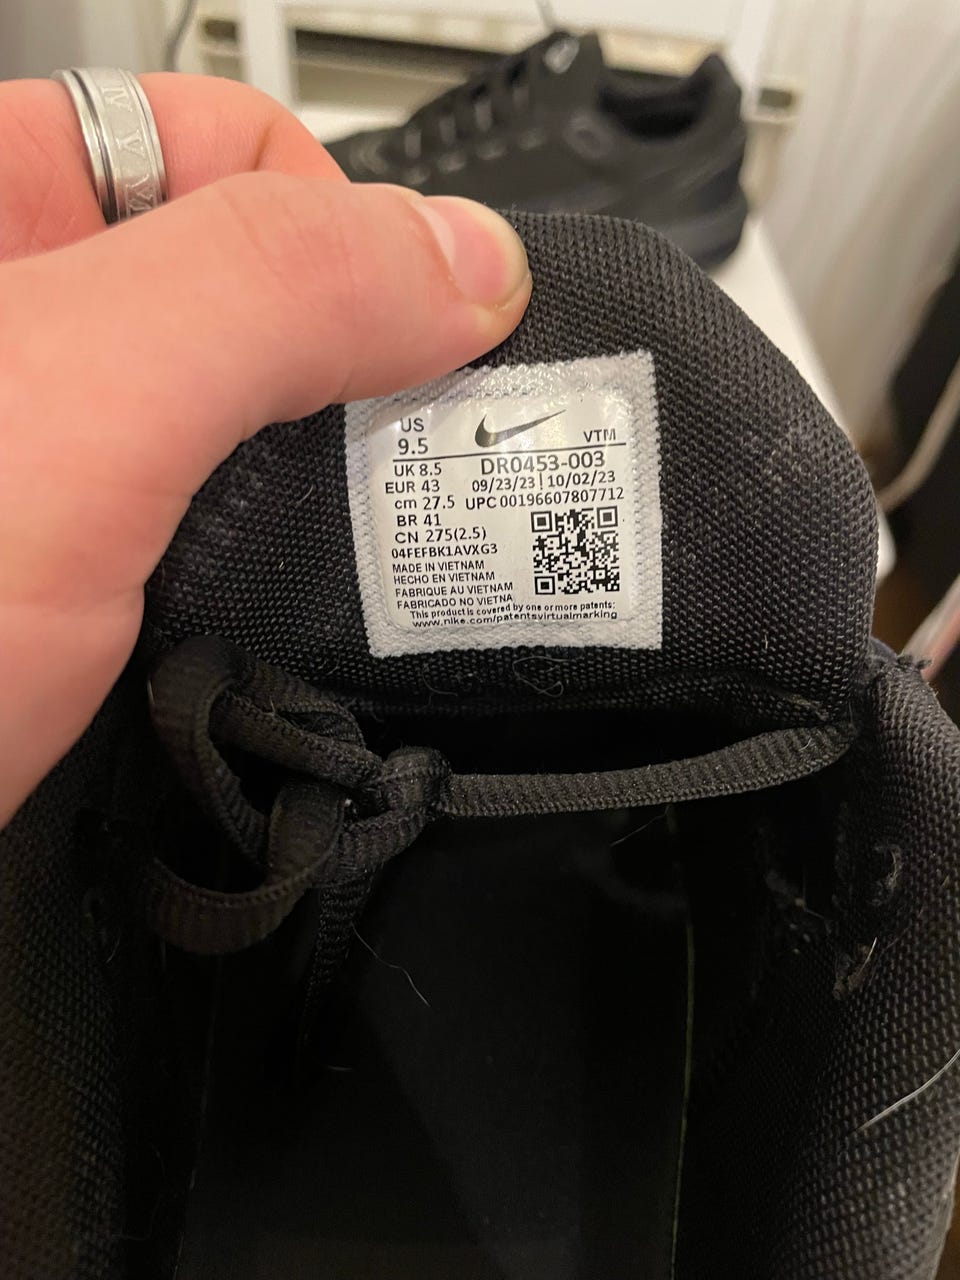 US
9.5
VTM
UK 8.5
DR0453-003
EUR 43
09/23/23 | 10/02/23
cm 27.5
UPC 00196607807712
BR 41
CN 275(2.5)
04FEFBK1AVXG3
MADE IN VIETNAM
HECHO EN VIETNAM
FABRIQUE AU VIETNAM
FABRICADO NO VIETNA
This product is covered by one or more patents:
www.nike.com/patentsvirtualmarking
IV V VI